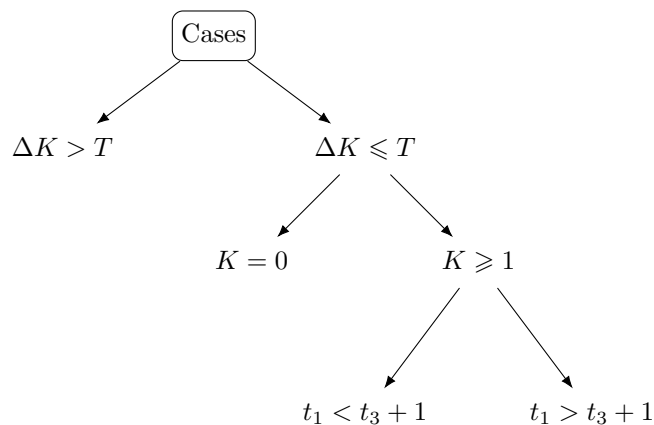 Cases
ΔK > T
ΔK ⩽ T
K = 0
K ⩾ 1
t₁ < t₃ + 1
t₁ > t₃ + 1